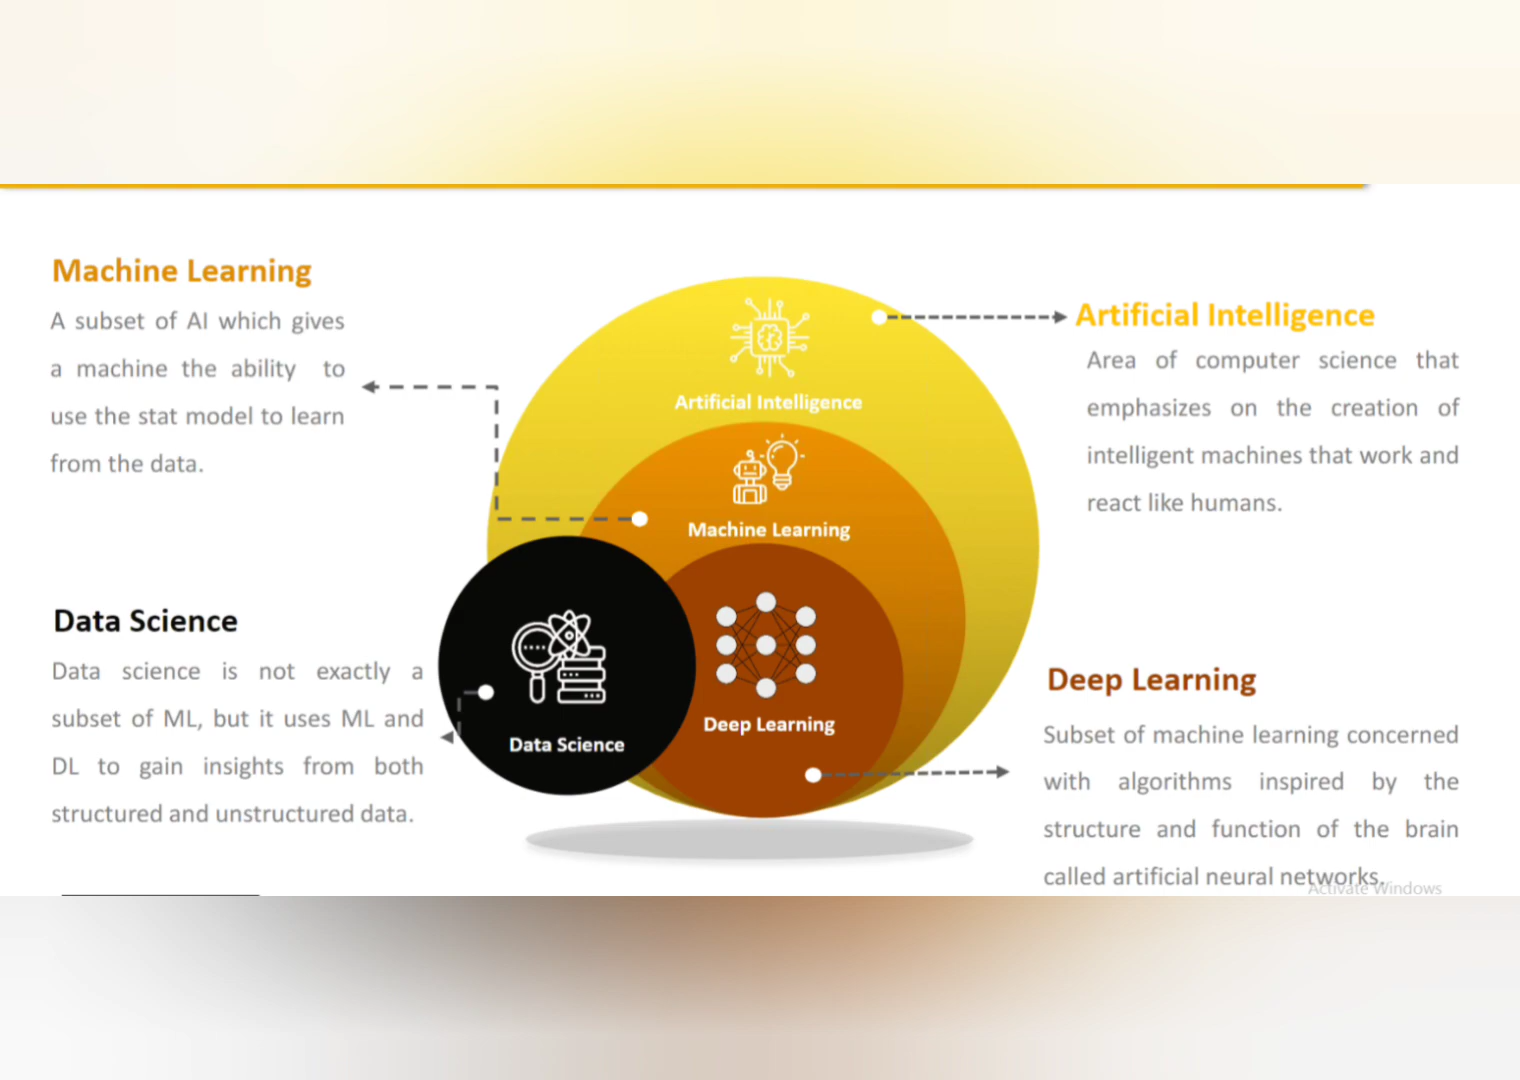 Machine Learning
A subset of AI which gives
a machine the ability to
use the stat model to learn
from the data.
Data Science
Data science is not exactly a
subset of ML, but it uses ML and
DL to gain insights from both
structured and unstructured data.
Artificial Intelligence
Machine Learning
Deep Learning
Data Science
Artificial Intelligence
Area of computer science that
emphasizes on the creation of
intelligent machines that work and
react like humans.
Deep Learning
Subset of machine learning concerned
with algorithms inspired by the
structure and function of the brain
called artificial neural networks.
Activate Windows